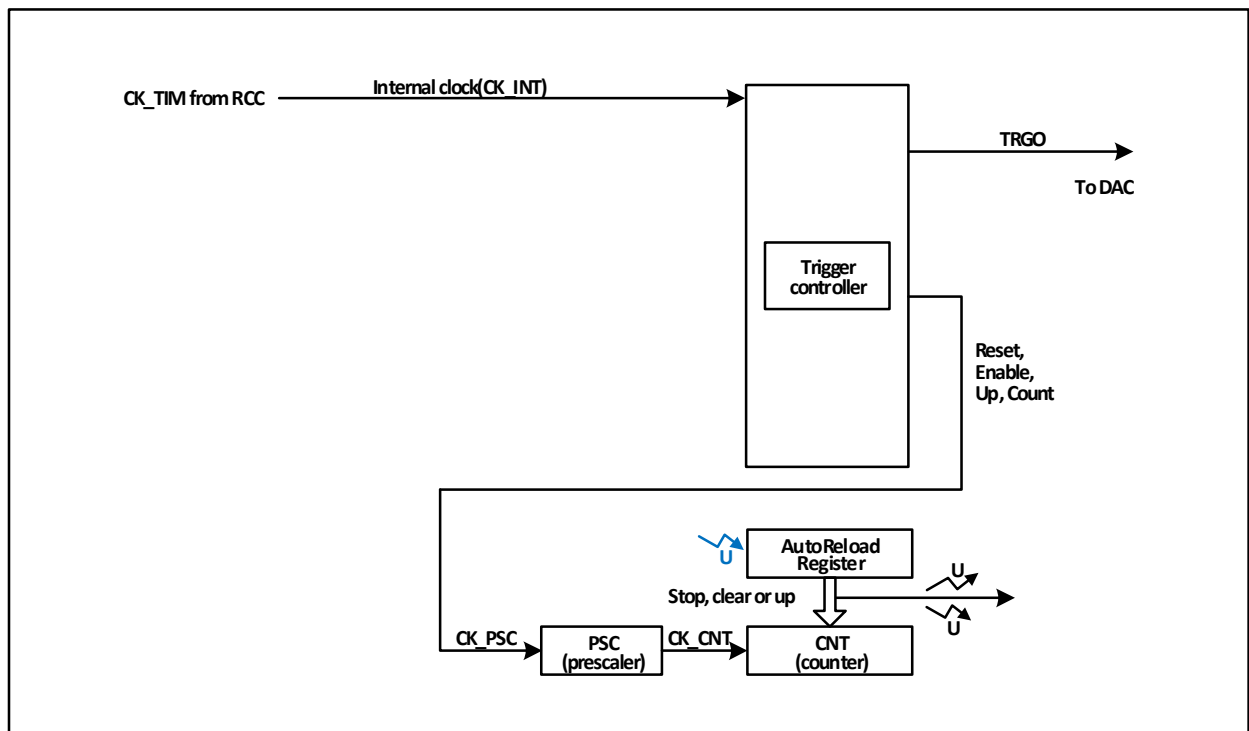 Internal clock(CK_INT)
CK_TIM from RCC
TRGO
To DAC
Trigger
controller
Reset,
Enable,
Up, Count
AutoReload
Register
U
U
Stop, clear or up
U
CK_PSC
PSC
(prescaler)
CK_CNT
CNT
(counter)